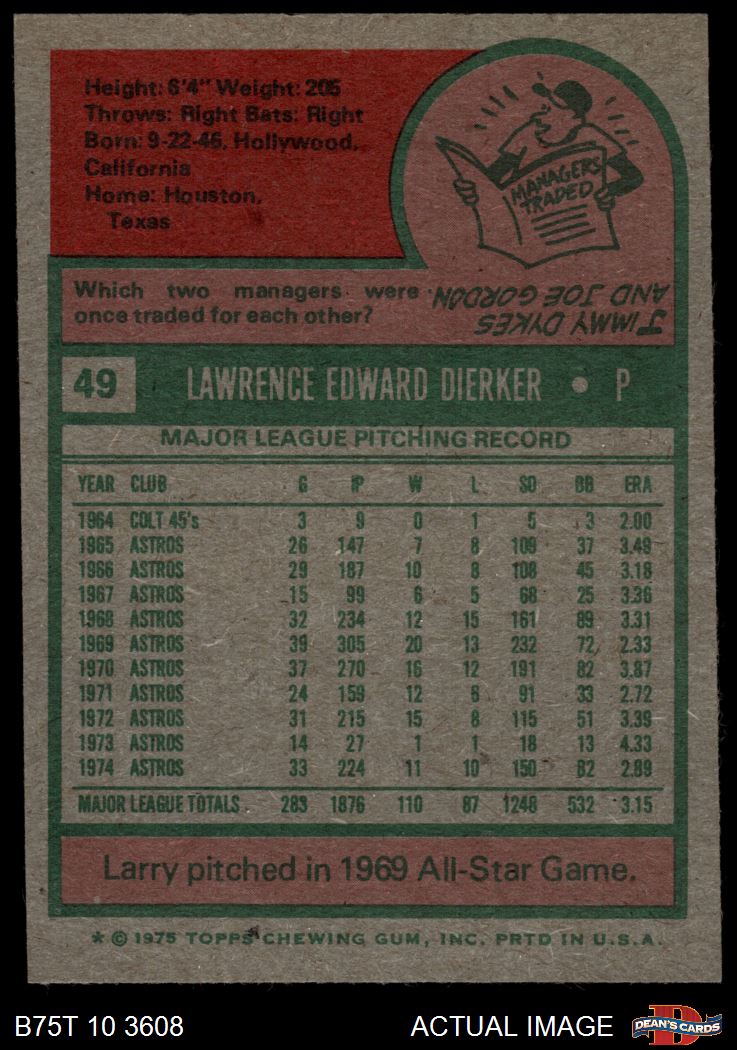 Height: 6'4" Weight: 205
Throws: Right Bats: Right
Born: 9-22-46, Hollywood,
California
Home: Houston,
Texas
MANAGERS
TRADED
Which two managers were
once traded for each other?
JIMMY DYKES
AND JOE GORDON
49 LAWRENCE EDWARD DIERKER • P
MAJOR LEAGUE PITCHING RECORD
YEAR CLUB G IP W L SO BB ERA
1964 COLT 45's 3 9 0 1 5 3 2.00
1965 ASTROS 26 147 7 8 109 37 3.49
1966 ASTROS 29 187 10 8 108 45 3.18
1967 ASTROS 15 99 6 5 68 25 3.36
1968 ASTROS 32 234 12 15 161 89 3.31
1969 ASTROS 39 305 20 13 232 72 2.33
1970 ASTROS 37 270 16 12 191 82 3.87
1971 ASTROS 24 159 12 6 91 33 2.72
1972 ASTROS 31 215 15 8 115 51 3.39
1973 ASTROS 14 27 1 1 18 13 4.33
1974 ASTROS 33 224 11 10 150 82 2.89
MAJOR LEAGUE TOTALS 283 1876 110 87 1248 532 3.15
Larry pitched in 1969 All-Star Game.
* © 1975 TOPPS CHEWING GUM, INC. PRTD IN U.S.A.
B75T 10 3608 ACTUAL IMAGE DEAN'S CARDS